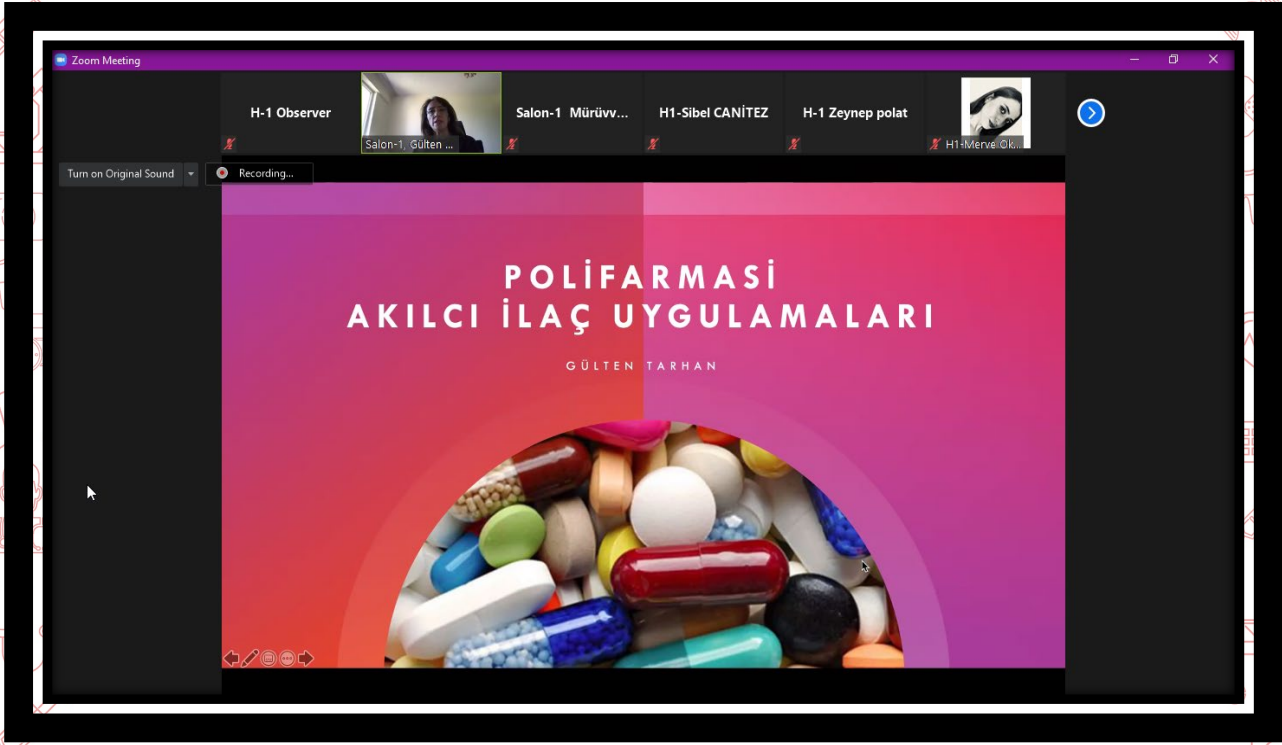 Zoom Meeting
H-1 Observer
Salon-1, Gülten ...
Salon-1 Mürüvv...
H1-Sibel CANİTEZ
H-1 Zeynep polat
H1-Merve Ok...
Turn on Original Sound
Recording...
POLİFARMASİ
AKILCI İLAÇ UYGULAMALARI
GÜLTEN TARHAN